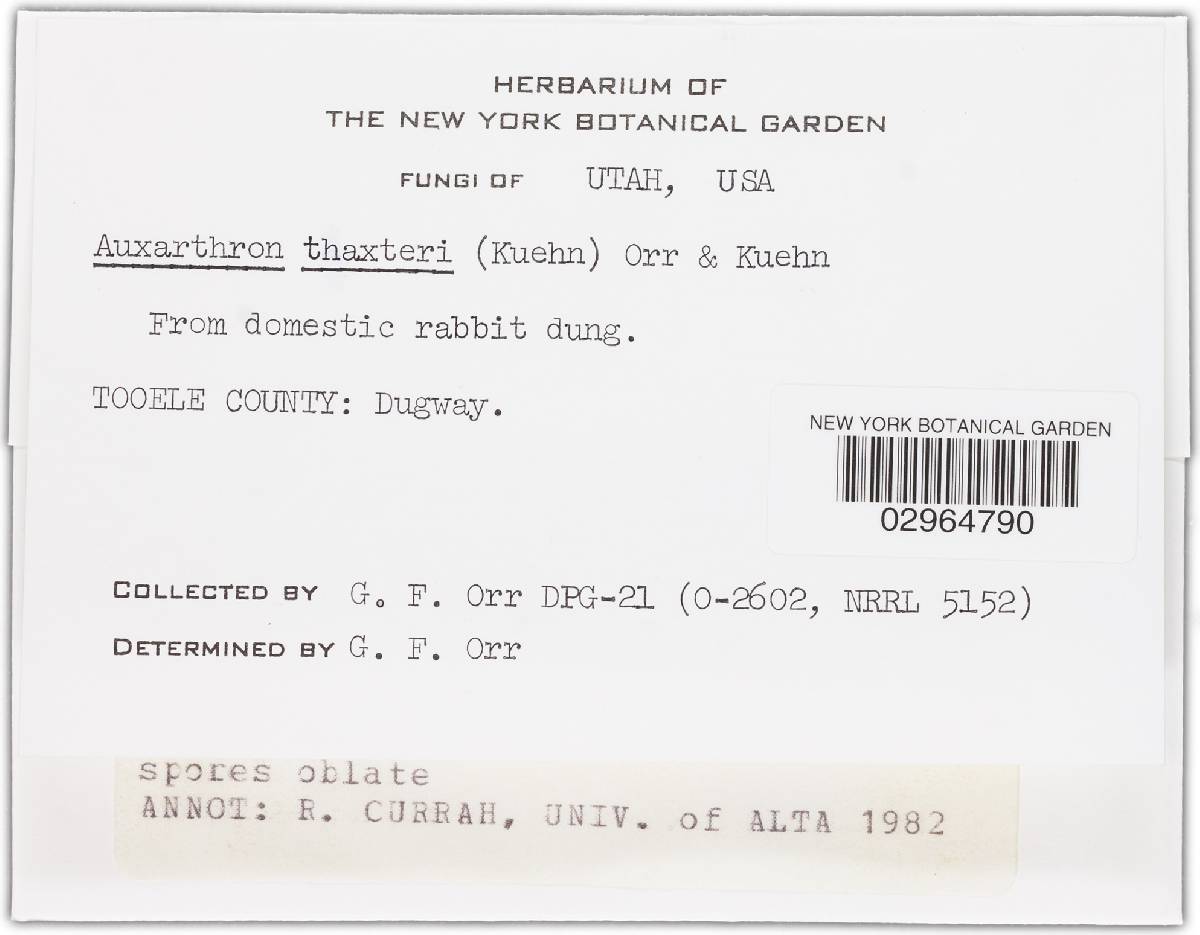 HERBARIUM OF
THE NEW YORK BOTANICAL GARDEN
FUNGI OF UTAH, USA
Auxarthron thaxteri (Kuehn) Orr & Kuehn
From domestic rabbit dung.
TOOELE COUNTY: Dugway.
NEW YORK BOTANICAL GARDEN
02964790
COLLECTED BY G. F. Orr DPG-21 (O-2602, NRRL 5152)
DETERMINED BY G. F. Orr
spores oblate
ANNOT: R. CURRAH, UNIV. of ALTA 1982